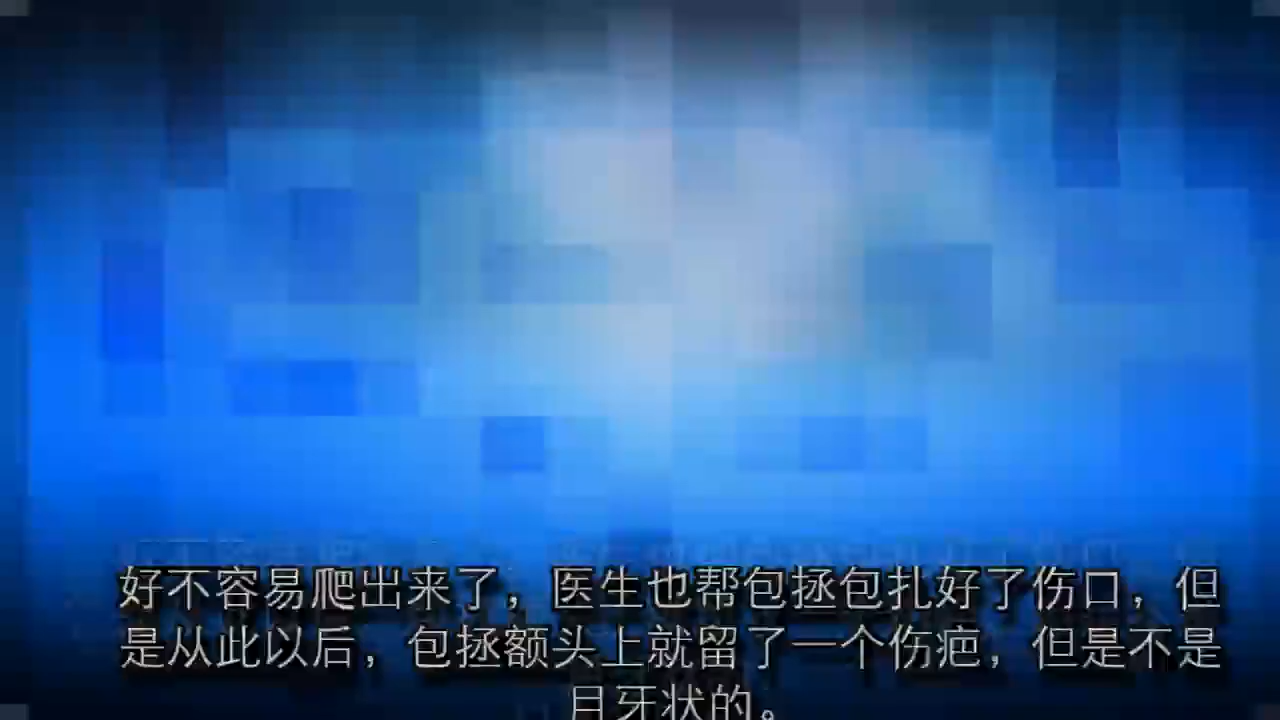 好不容易爬出来了，医生也帮包拯包扎好了伤口，但
是从此以后，包拯额头上就留了一个伤疤，但是不是
月牙状的。